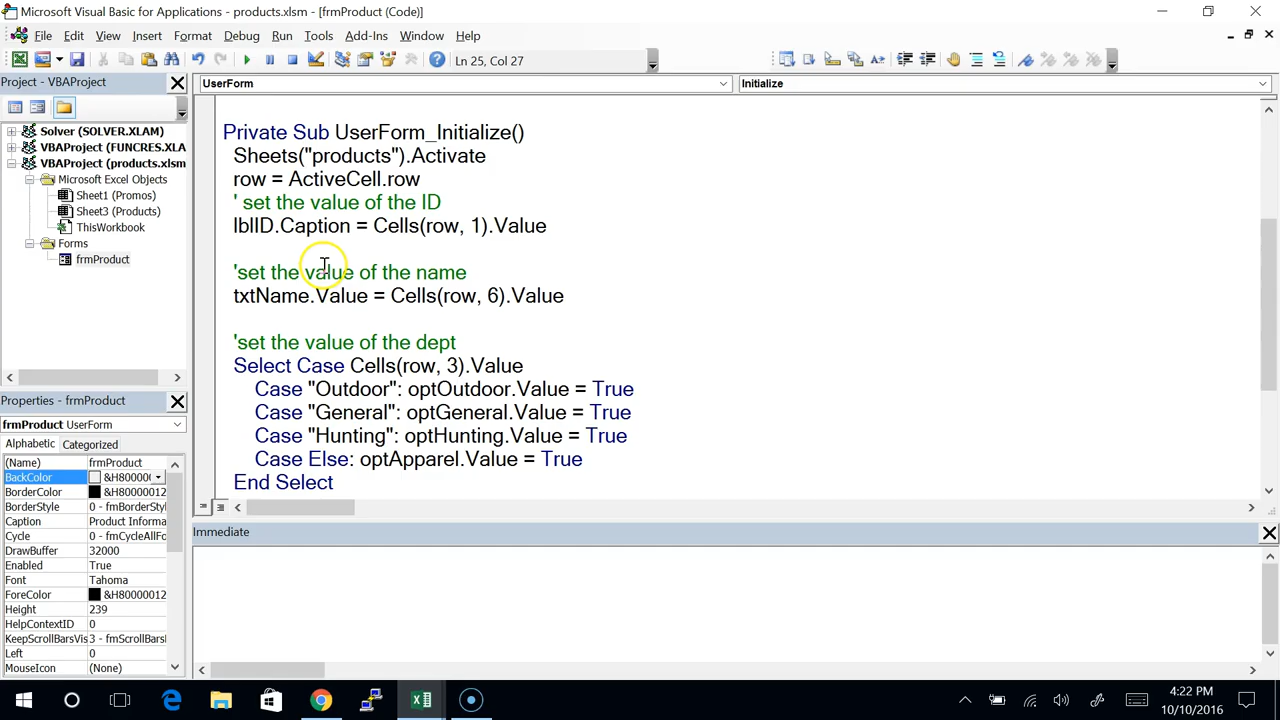 Microsoft Visual Basic for Applications - products.xlsm - [frmProduct (Code)]
File Edit View Insert Format Debug Run Tools Add-Ins Window Help
Ln 25, Col 27
Project - VBAProject
UserForm
Initialize
Solver (SOLVER.XLAM)
VBAProject (FUNCRES.XLA
VBAProject (products.xlsm
Microsoft Excel Objects
Sheet1 (Promos)
Sheet3 (Products)
ThisWorkbook
Forms
frmProduct
Private Sub UserForm_Initialize()
Sheets("products").Activate
row = ActiveCell.row
' set the value of the ID
lblID.Caption = Cells(row, 1).Value
'set the value of the name
txtName.Value = Cells(row, 6).Value
'set the value of the dept
Select Case Cells(row, 3).Value
Case "Outdoor": optOutdoor.Value = True
Case "General": optGeneral.Value = True
Case "Hunting": optHunting.Value = True
Case Else: optApparel.Value = True
End Select
Properties - frmProduct
frmProduct UserForm
Alphabetic Categorized
(Name) frmProduct
BackColor &H80000(
BorderColor &H80000012
BorderStyle 0 - fmBorderStyl
Caption Product Informa
Cycle 0 - fmCycleAllFo
DrawBuffer 32000
Enabled True
Font Tahoma
ForeColor &H80000012
Height 239
HelpContextID 0
KeepScrollBarsVis 3 - fmScrollBars
Left 0
MouseIcon (None)
Immediate
4:22 PM
10/10/2016